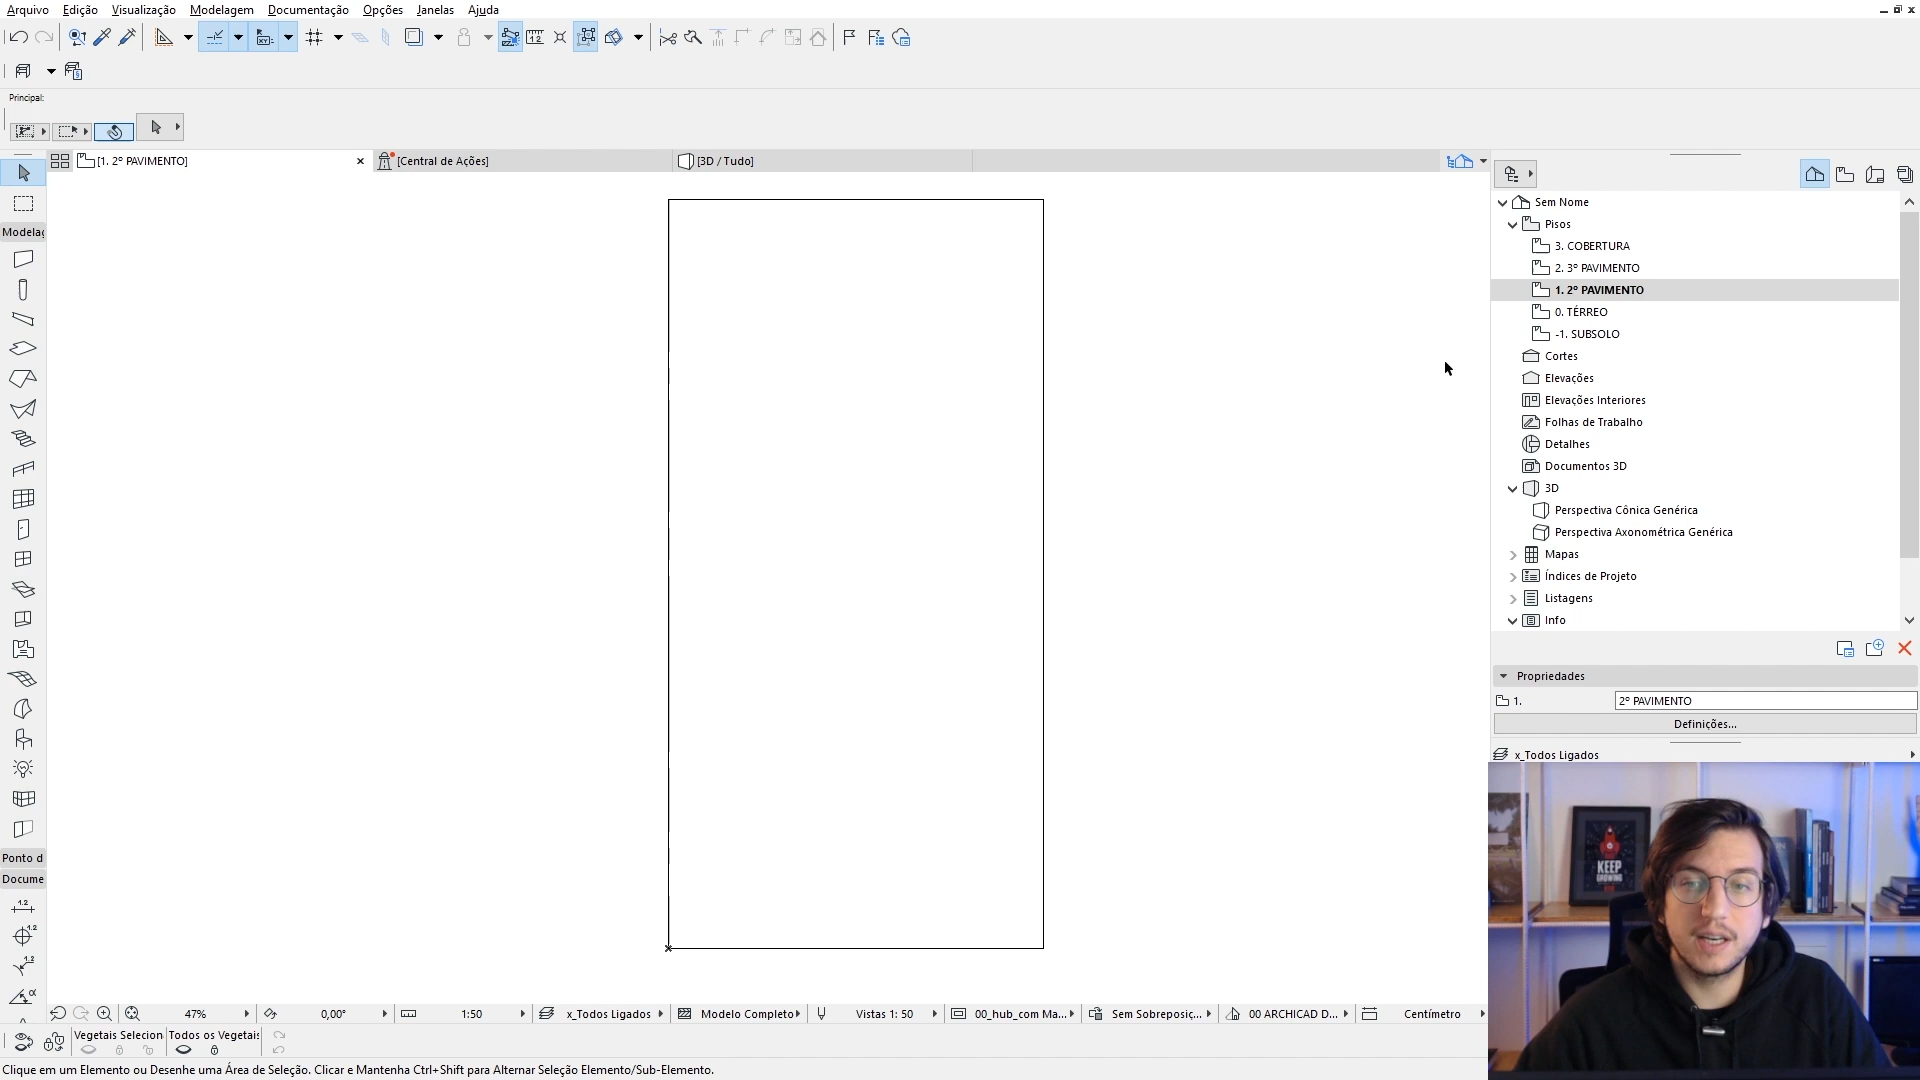 Arquivo Edição Visualização Modelagem Documentação Opções Janelas Ajuda
Principal:
[1. 2º PAVIMENTO]
[Central de Ações]
[3D / Tudo]
Modelag
Ponto d
Docume
Sem Nome
Pisos
3. COBERTURA
2. 3º PAVIMENTO
1. 2º PAVIMENTO
0. TÉRREO
-1. SUBSOLO
Cortes
Elevações
Elevações Interiores
Folhas de Trabalho
Detalhes
Documentos 3D
3D
Perspectiva Cônica Genérica
Perspectiva Axonométrica Genérica
Mapas
Índices de Projeto
Listagens
Info
Propriedades
1. 2º PAVIMENTO
Definições...
x_Todos Ligados
KEEP
GROWING
47% 0,00° 1:50 x_Todos Ligados Modelo Completo Vistas 1: 50 00_hub_com Ma... Sem Sobreposiç... 00 ARCHICAD D... Centímetro
Vegetais Selecion Todos os Vegetais
Clique em um Elemento ou Desenhe uma Área de Seleção. Clicar e Mantenha Ctrl+Shift para Alternar Seleção Elemento/Sub-Elemento.